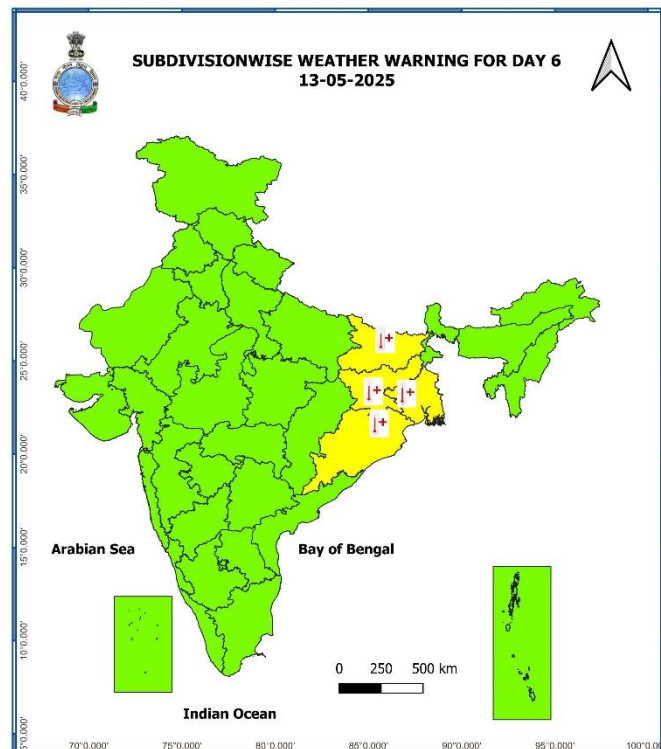 SUBDIVISIONWISE WEATHER WARNING FOR DAY 6
13-05-2025
40°0.000'
35°0.000'
30°0.000'
25°0.000'
20°0.000'
15°0.000'
10°0.000'
5°0.000'
Arabian Sea
Bay of Bengal
0 250 500 km
Indian Ocean
70°0.000' 75°0.000' 80°0.000' 85°0.000' 90°0.000' 95°0.000' 100°0.